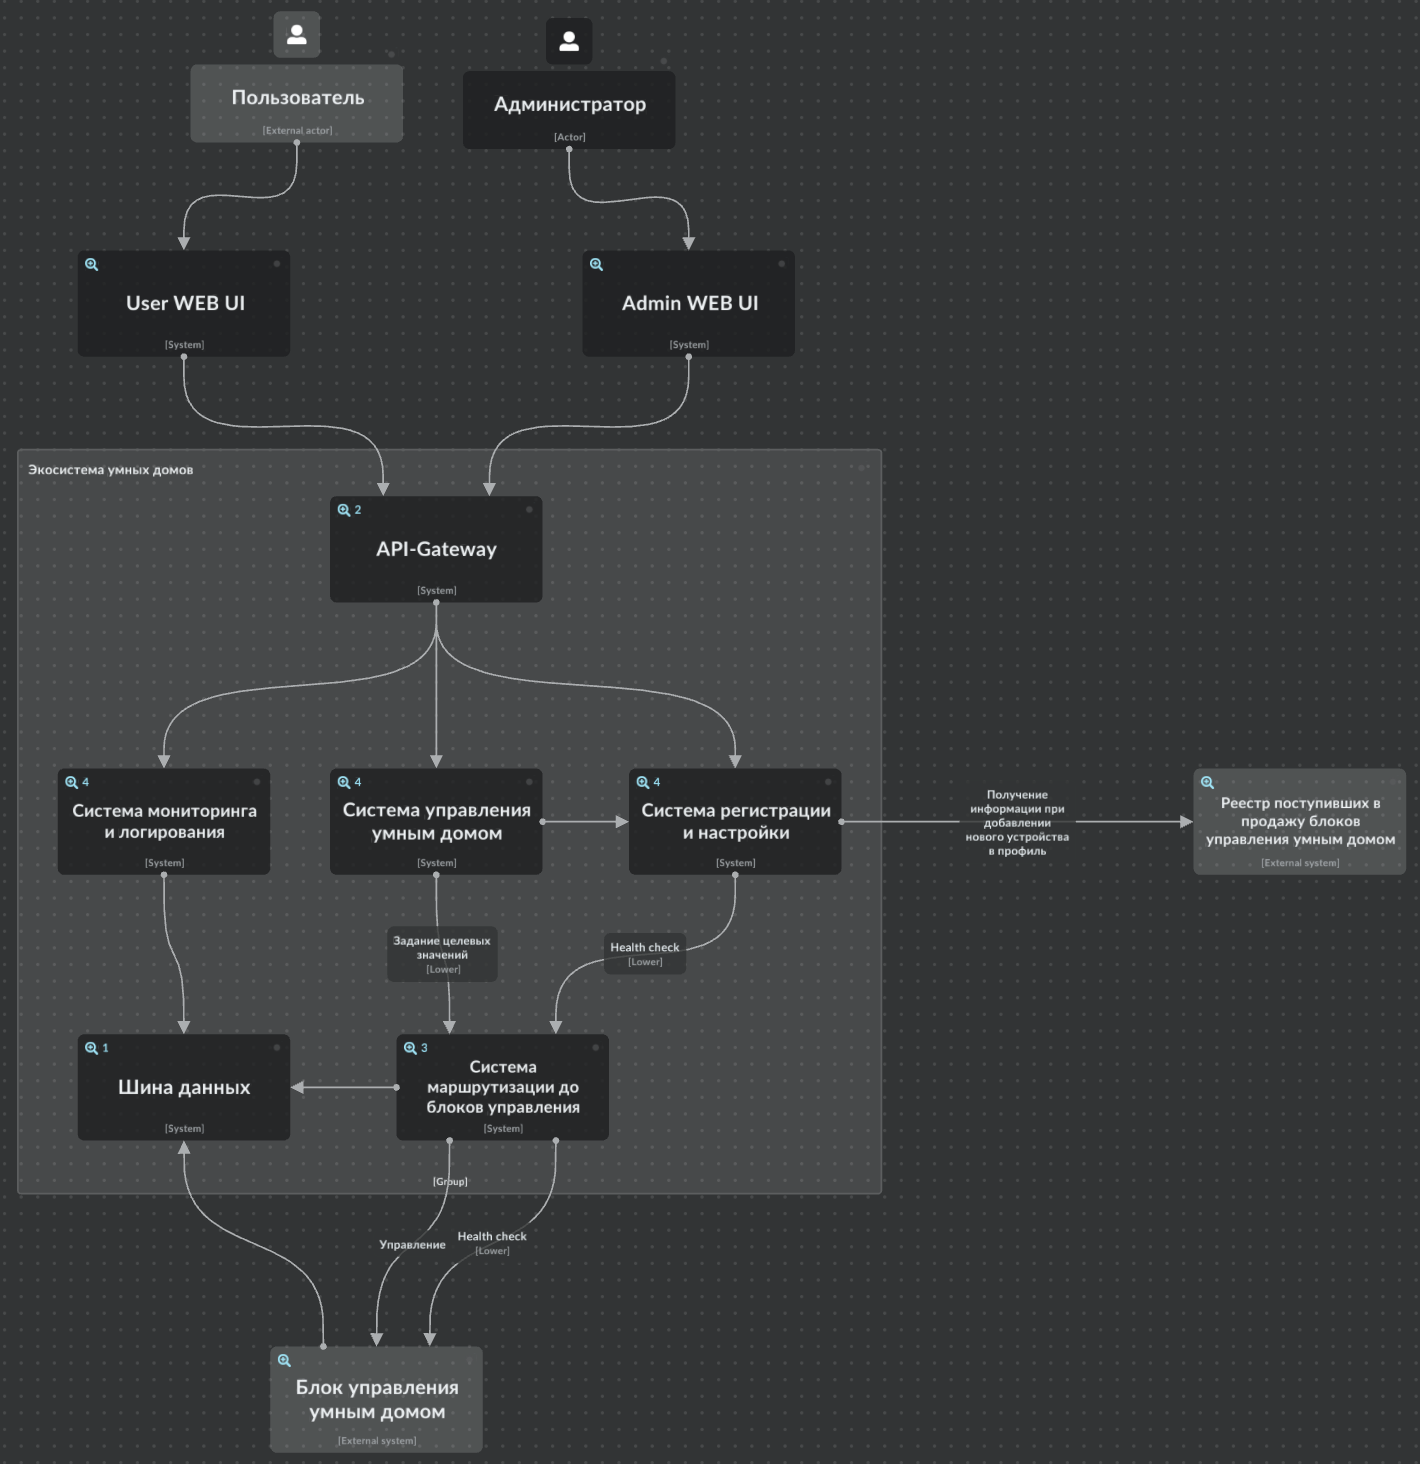 Пользователь
[External actor]
Администратор
[Actor]
User WEB UI
[System]
Admin WEB UI
[System]
Экосистема умных домов
2
API-Gateway
[System]
4
Система мониторинга
и логирования
[System]
4
Система управления
умным домом
[System]
4
Система регистрации
и настройки
[System]
Получение
информации при
добавлении
нового устройства
в профиль
Реестр поступивших в
продажу блоков
управления умным домом
[External system]
Задание целевых
значений
[Lower]
Health check
[Lower]
1
Шина данных
[System]
3
Система
маршрутизации до
блоков управления
[System]
[Group]
Управление
Health check
[Lower]
Блок управления
умным домом
[External system]